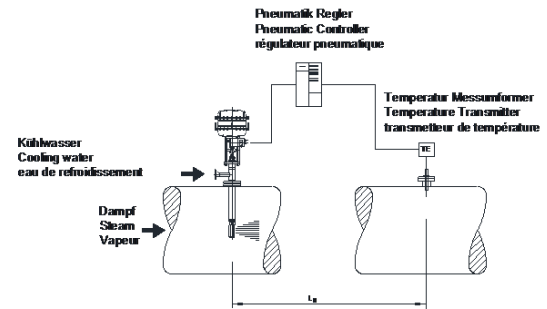 Pneumatik Regler
Pneumatic Controller
régulateur pneumatique
Temperatur Messumformer
Temperature Transmitter
transmetteur de température
TE
Kühlwasser
Cooling water
eau de refroidissement
Dampf
Steam
Vapeur